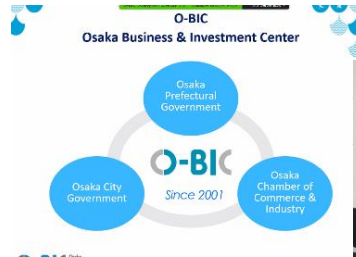 O-BIC
Osaka Business & Investment Center
Osaka
Prefectural
Government
O-BIC
Since 2001
Osaka City
Government
Osaka
Chamber of
Commerce &
Industry